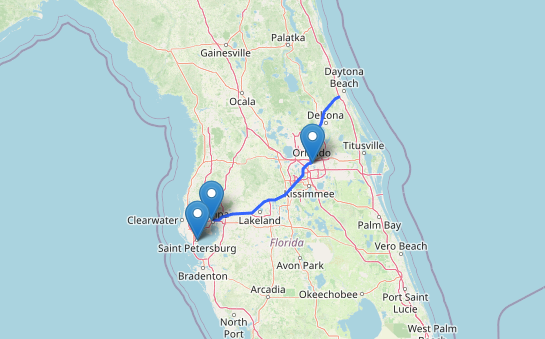 Palatka
Gainesville
Daytona
Beach
Ocala
Deltona
Titusville
Kissimmee
Clearwater
Lakeland
Palm Bay
Saint Petersburg
Florida
Vero Beach
Bradenton
Avon Park
Arcadia
Okeechobee
Port Saint
Lucie
North
Port
West Palm